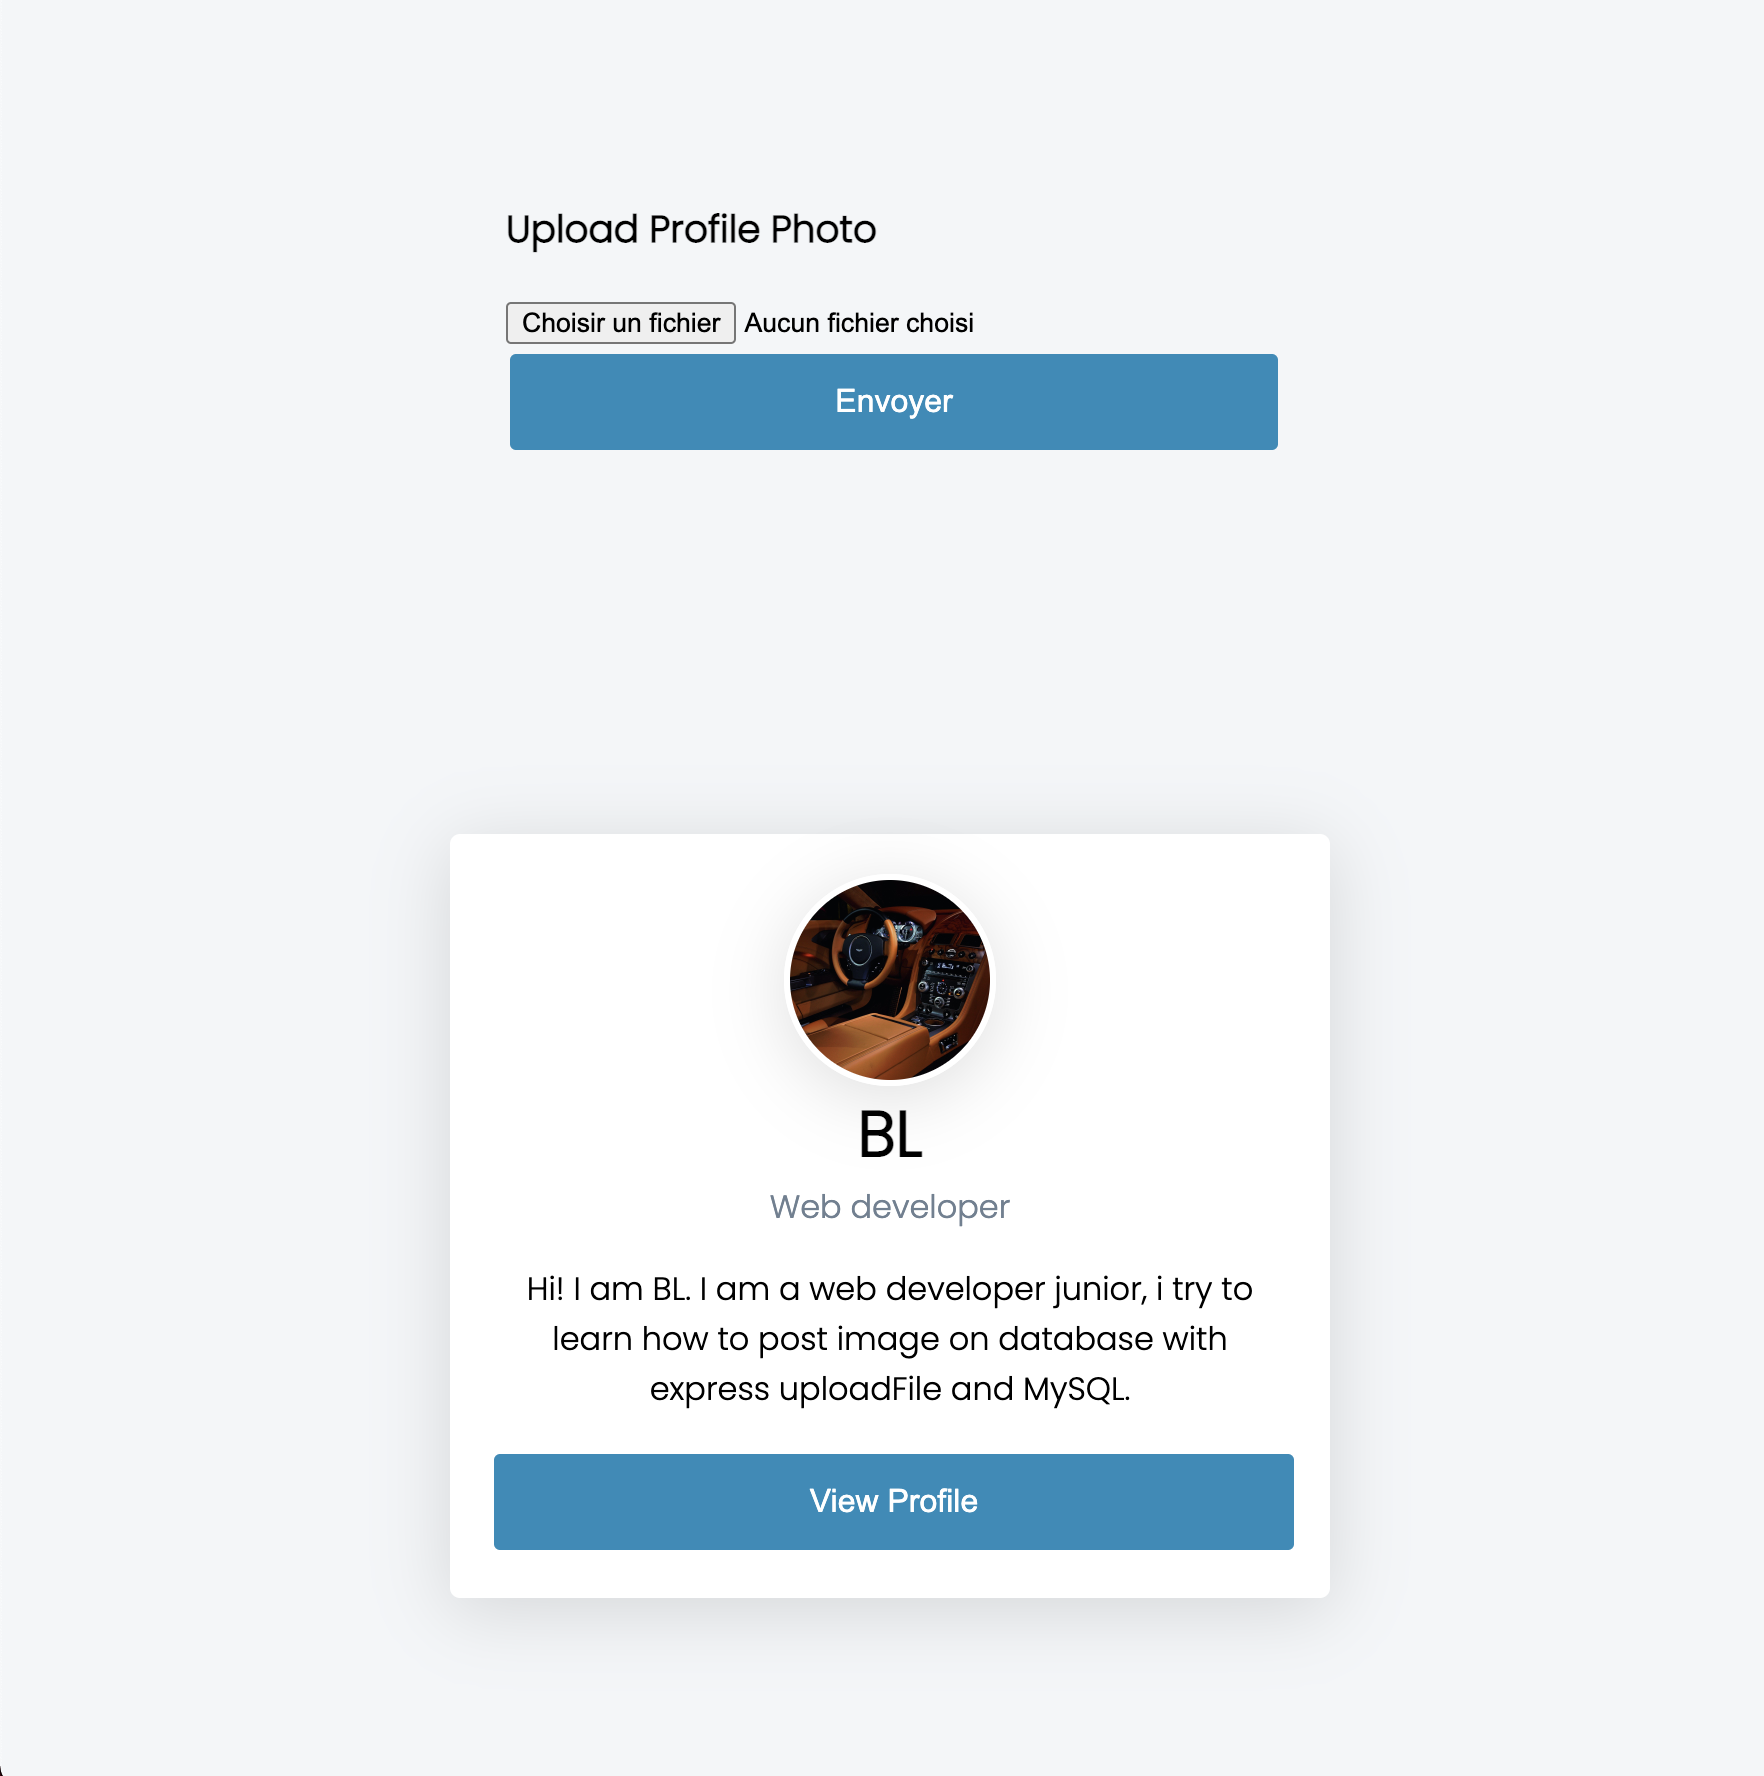 Upload Profile Photo
Choisir un fichier Aucun fichier choisi
Envoyer
BL
Web developer
Hi! I am BL. I am a web developer junior, i try to
learn how to post image on database with
express uploadFile and MySQL.
View Profile